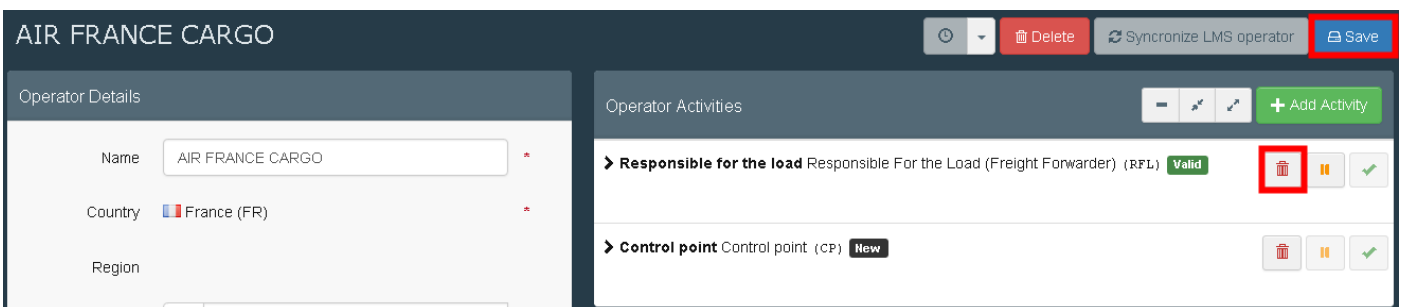 AIR FRANCE CARGO
Delete
Syncronize LMS operator
Save
Operator Details
Name AIR FRANCE CARGO *
Country France (FR) *
Region
Operator Activities
Add Activity
Responsible for the load Responsible For the Load (Freight Forwarder) (RFL) Valid
Control point Control point (CP) New